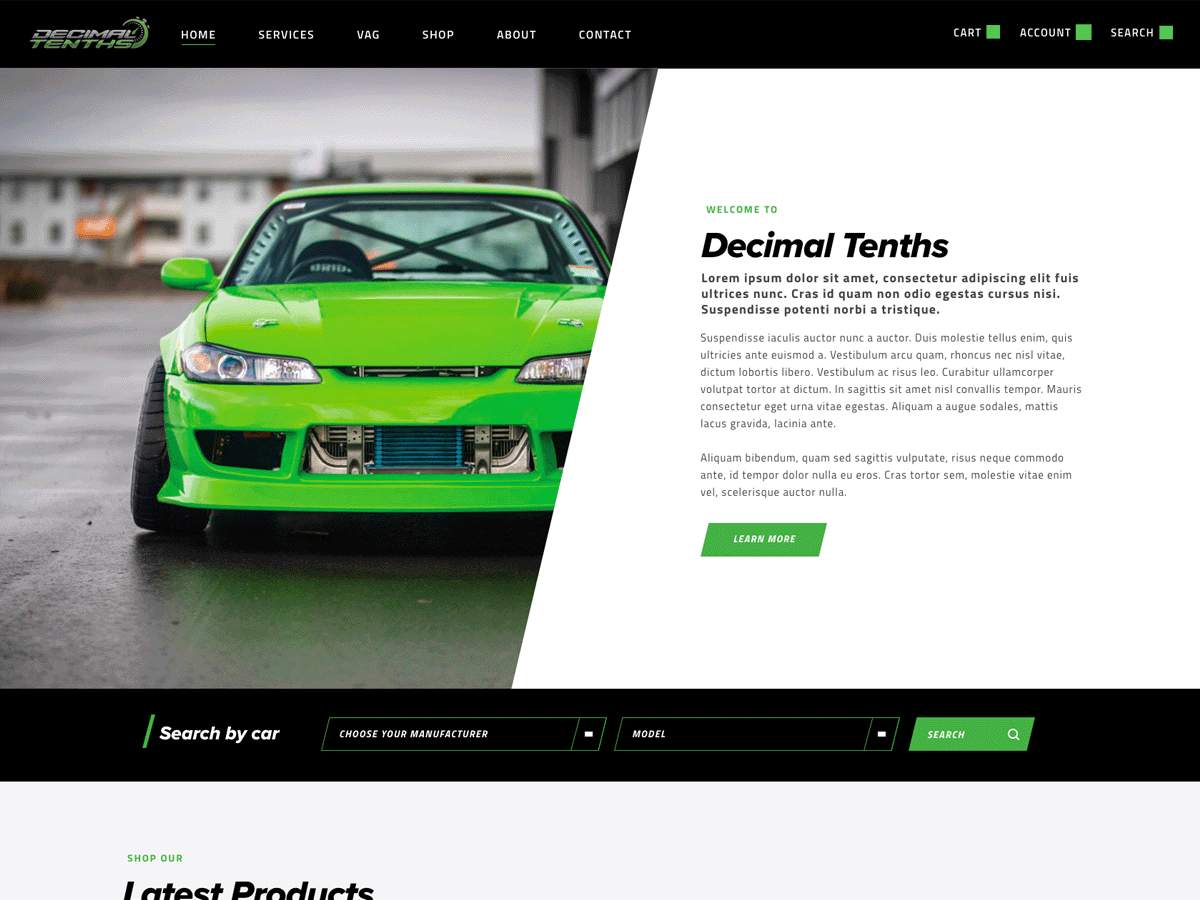 DECIMAL
TENTHS
HOME SERVICES VAG SHOP ABOUT CONTACT
CART ACCOUNT SEARCH
BRIDE
WELCOME TO
Decimal Tenths
Lorem ipsum dolor sit amet, consectetur adipiscing elit fuis
ultrices nunc. Cras id quam non odio egestas cursus nisi.
Suspendisse potenti norbi a tristique.
Suspendisse iaculis auctor nunc a auctor. Duis molestie tellus enim, quis
ultricies ante euismod a. Vestibulum arcu quam, rhoncus nec nisl vitae,
dictum lobortis libero. Vestibulum ac risus leo. Curabitur ullamcorper
volutpat tortor at dictum. In sagittis sit amet nisl convallis tempor. Mauris
consectetur eget urna vitae egestas. Aliquam a augue sodales, mattis
lacus gravida, lacinia ante.
Aliquam bibendum, quam sed sagittis vulputate, risus neque commodo
ante, id tempor dolor nulla eu eros. Cras tortor sem, molestie vitae enim
vel, scelerisque auctor nulla.
LEARN MORE
Search by car
CHOOSE YOUR MANUFACTURER
MODEL
SEARCH
SHOP OUR
Latest Products